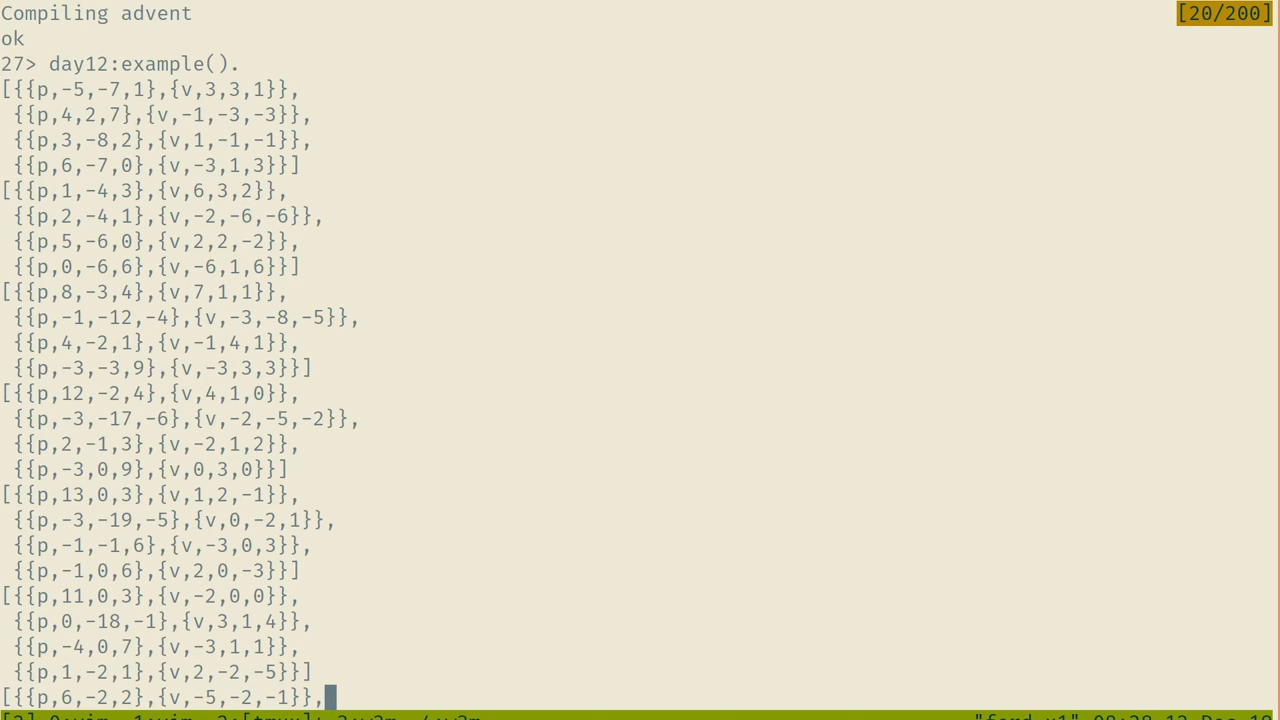 Compiling advent
[20/200]
ok
27> day12:example().
[{{p,-5,-7,1},{v,3,3,1}},
 {{p,4,2,7},{v,-1,-3,-3}},
 {{p,3,-8,2},{v,1,-1,-1}},
 {{p,6,-7,0},{v,-3,1,3}}]
[{{p,1,-4,3},{v,6,3,2}},
 {{p,2,-4,1},{v,-2,-6,-6}},
 {{p,5,-6,0},{v,2,2,-2}},
 {{p,0,-6,6},{v,-6,1,6}}]
[{{p,8,-3,4},{v,7,1,1}},
 {{p,-1,-12,-4},{v,-3,-8,-5}},
 {{p,4,-2,1},{v,-1,4,1}},
 {{p,-3,-3,9},{v,-3,3,3}}]
[{{p,12,-2,4},{v,4,1,0}},
 {{p,-3,-17,-6},{v,-2,-5,-2}},
 {{p,2,-1,3},{v,-2,1,2}},
 {{p,-3,0,9},{v,0,3,0}}]
[{{p,13,0,3},{v,1,2,-1}},
 {{p,-3,-19,-5},{v,0,-2,1}},
 {{p,-1,-1,6},{v,-3,0,3}},
 {{p,-1,0,6},{v,2,0,-3}}]
[{{p,11,0,3},{v,-2,0,0}},
 {{p,0,-18,-1},{v,3,1,4}},
 {{p,-4,0,7},{v,-3,1,1}},
 {{p,1,-2,1},{v,2,-2,-5}}]
[{{p,6,-2,2},{v,-5,-2,-1}},